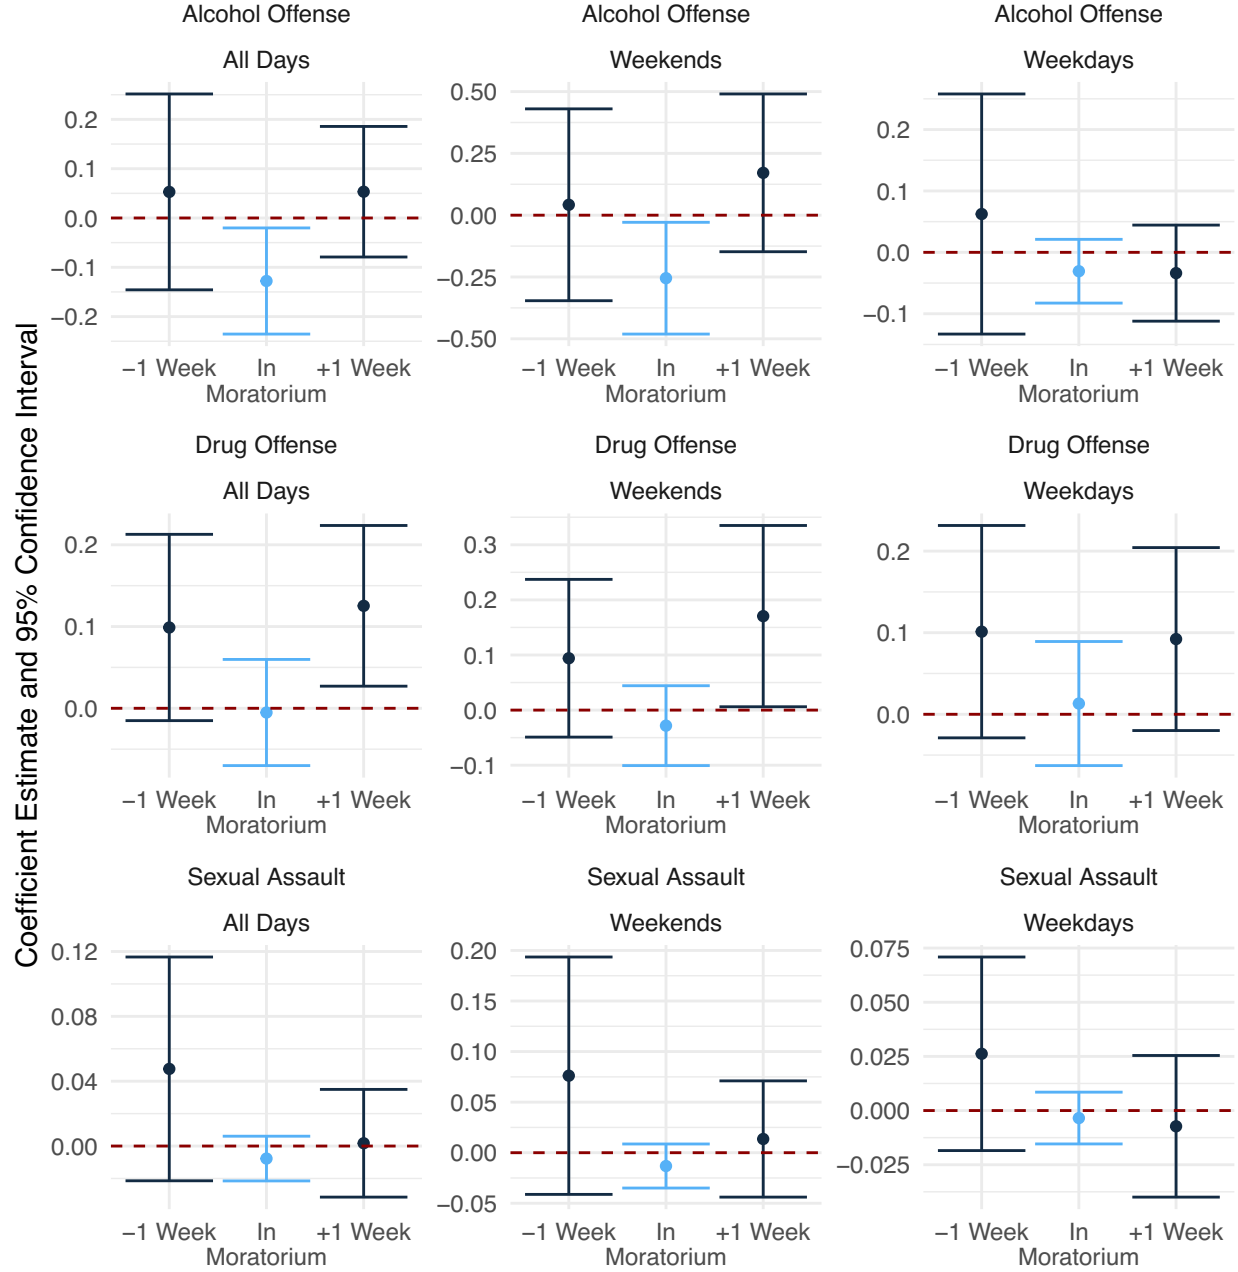 Coefficient Estimate and 95% Confidence Interval
Alcohol Offense
All Days
0.2
0.1
0.0
−0.1
−0.2
−1 Week In +1 Week
Moratorium
Alcohol Offense
Weekends
0.50
0.25
0.00
−0.25
−0.50
−1 Week In +1 Week
Moratorium
Alcohol Offense
Weekdays
0.2
0.1
0.0
−0.1
−1 Week In +1 Week
Moratorium
Drug Offense
All Days
0.2
0.1
0.0
−1 Week In +1 Week
Moratorium
Drug Offense
Weekends
0.3
0.2
0.1
0.0
−0.1
−1 Week In +1 Week
Moratorium
Drug Offense
Weekdays
0.2
0.1
0.0
−1 Week In +1 Week
Moratorium
Sexual Assault
All Days
0.12
0.08
0.04
0.00
−1 Week In +1 Week
Moratorium
Sexual Assault
Weekends
0.20
0.15
0.10
0.05
0.00
−0.05
−1 Week In +1 Week
Moratorium
Sexual Assault
Weekdays
0.075
0.050
0.025
0.000
−0.025
−1 Week In +1 Week
Moratorium